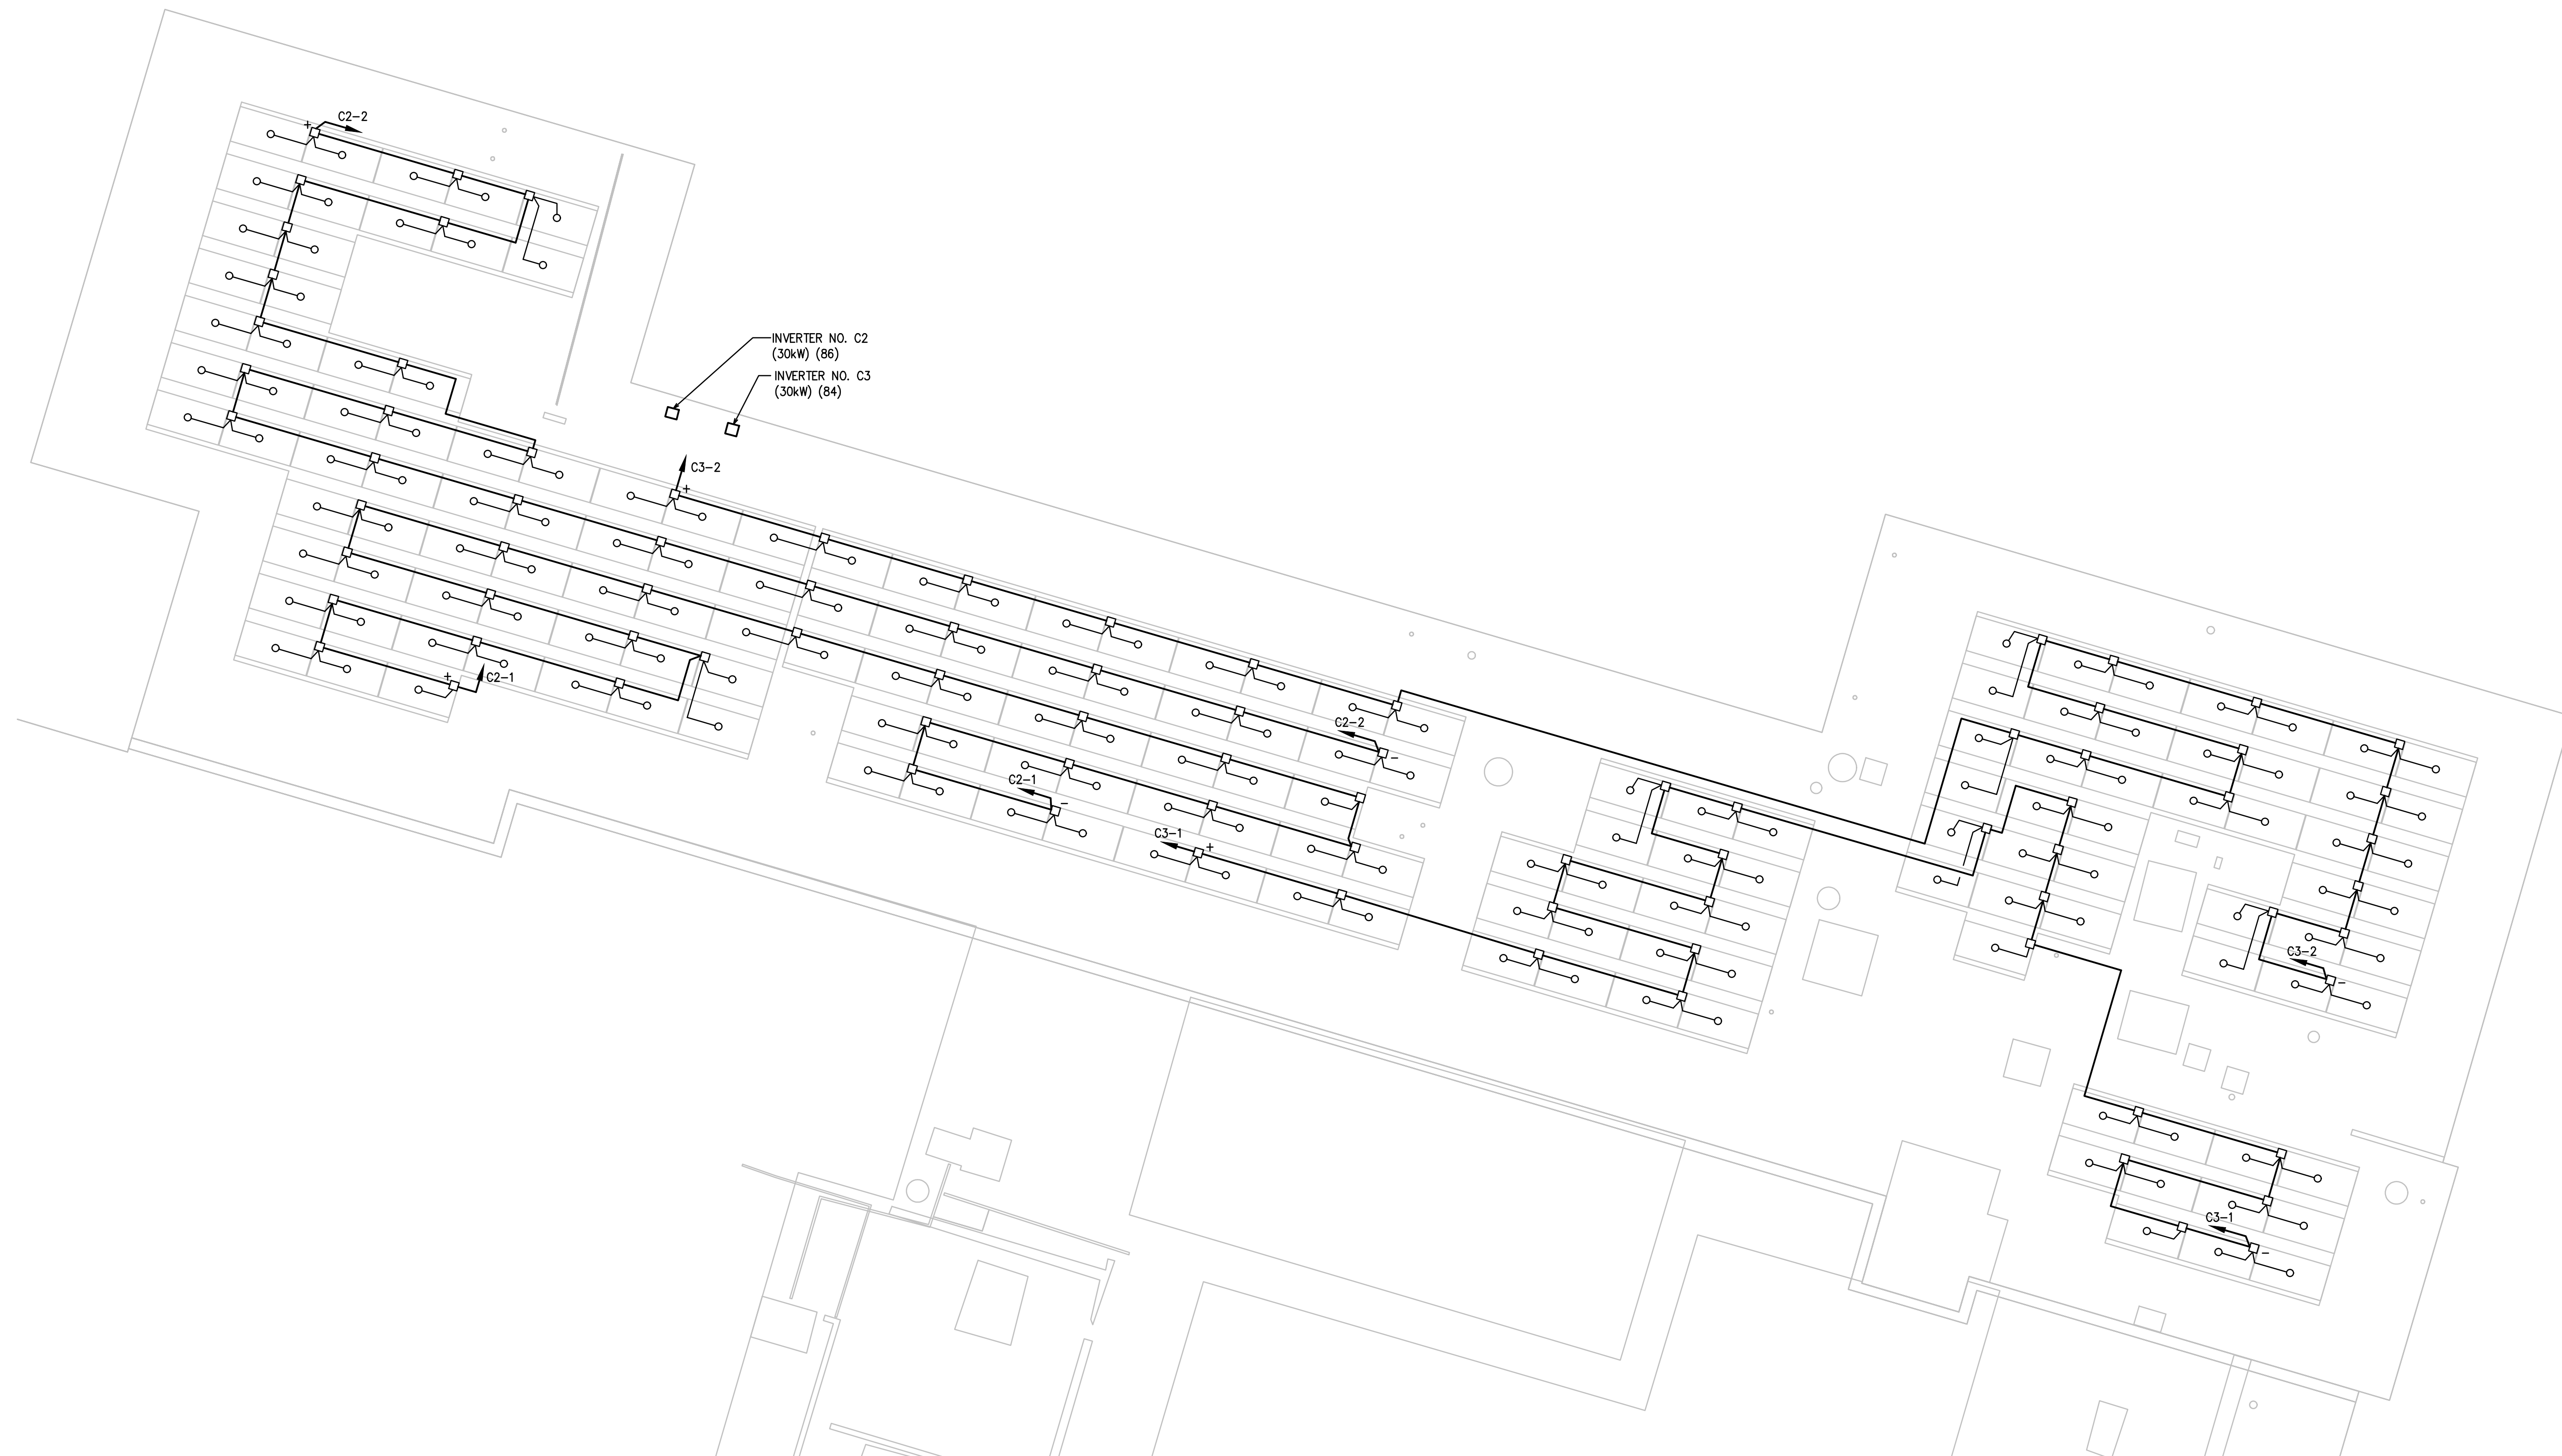 +
C2-2
INVERTER NO. C2
(30kW) (86)
INVERTER NO. C3
(30kW) (84)
C3-2
+
+
C2-1
C2-2
-
C2-1
-
C3-1
+
C3-2
-
C3-1
-